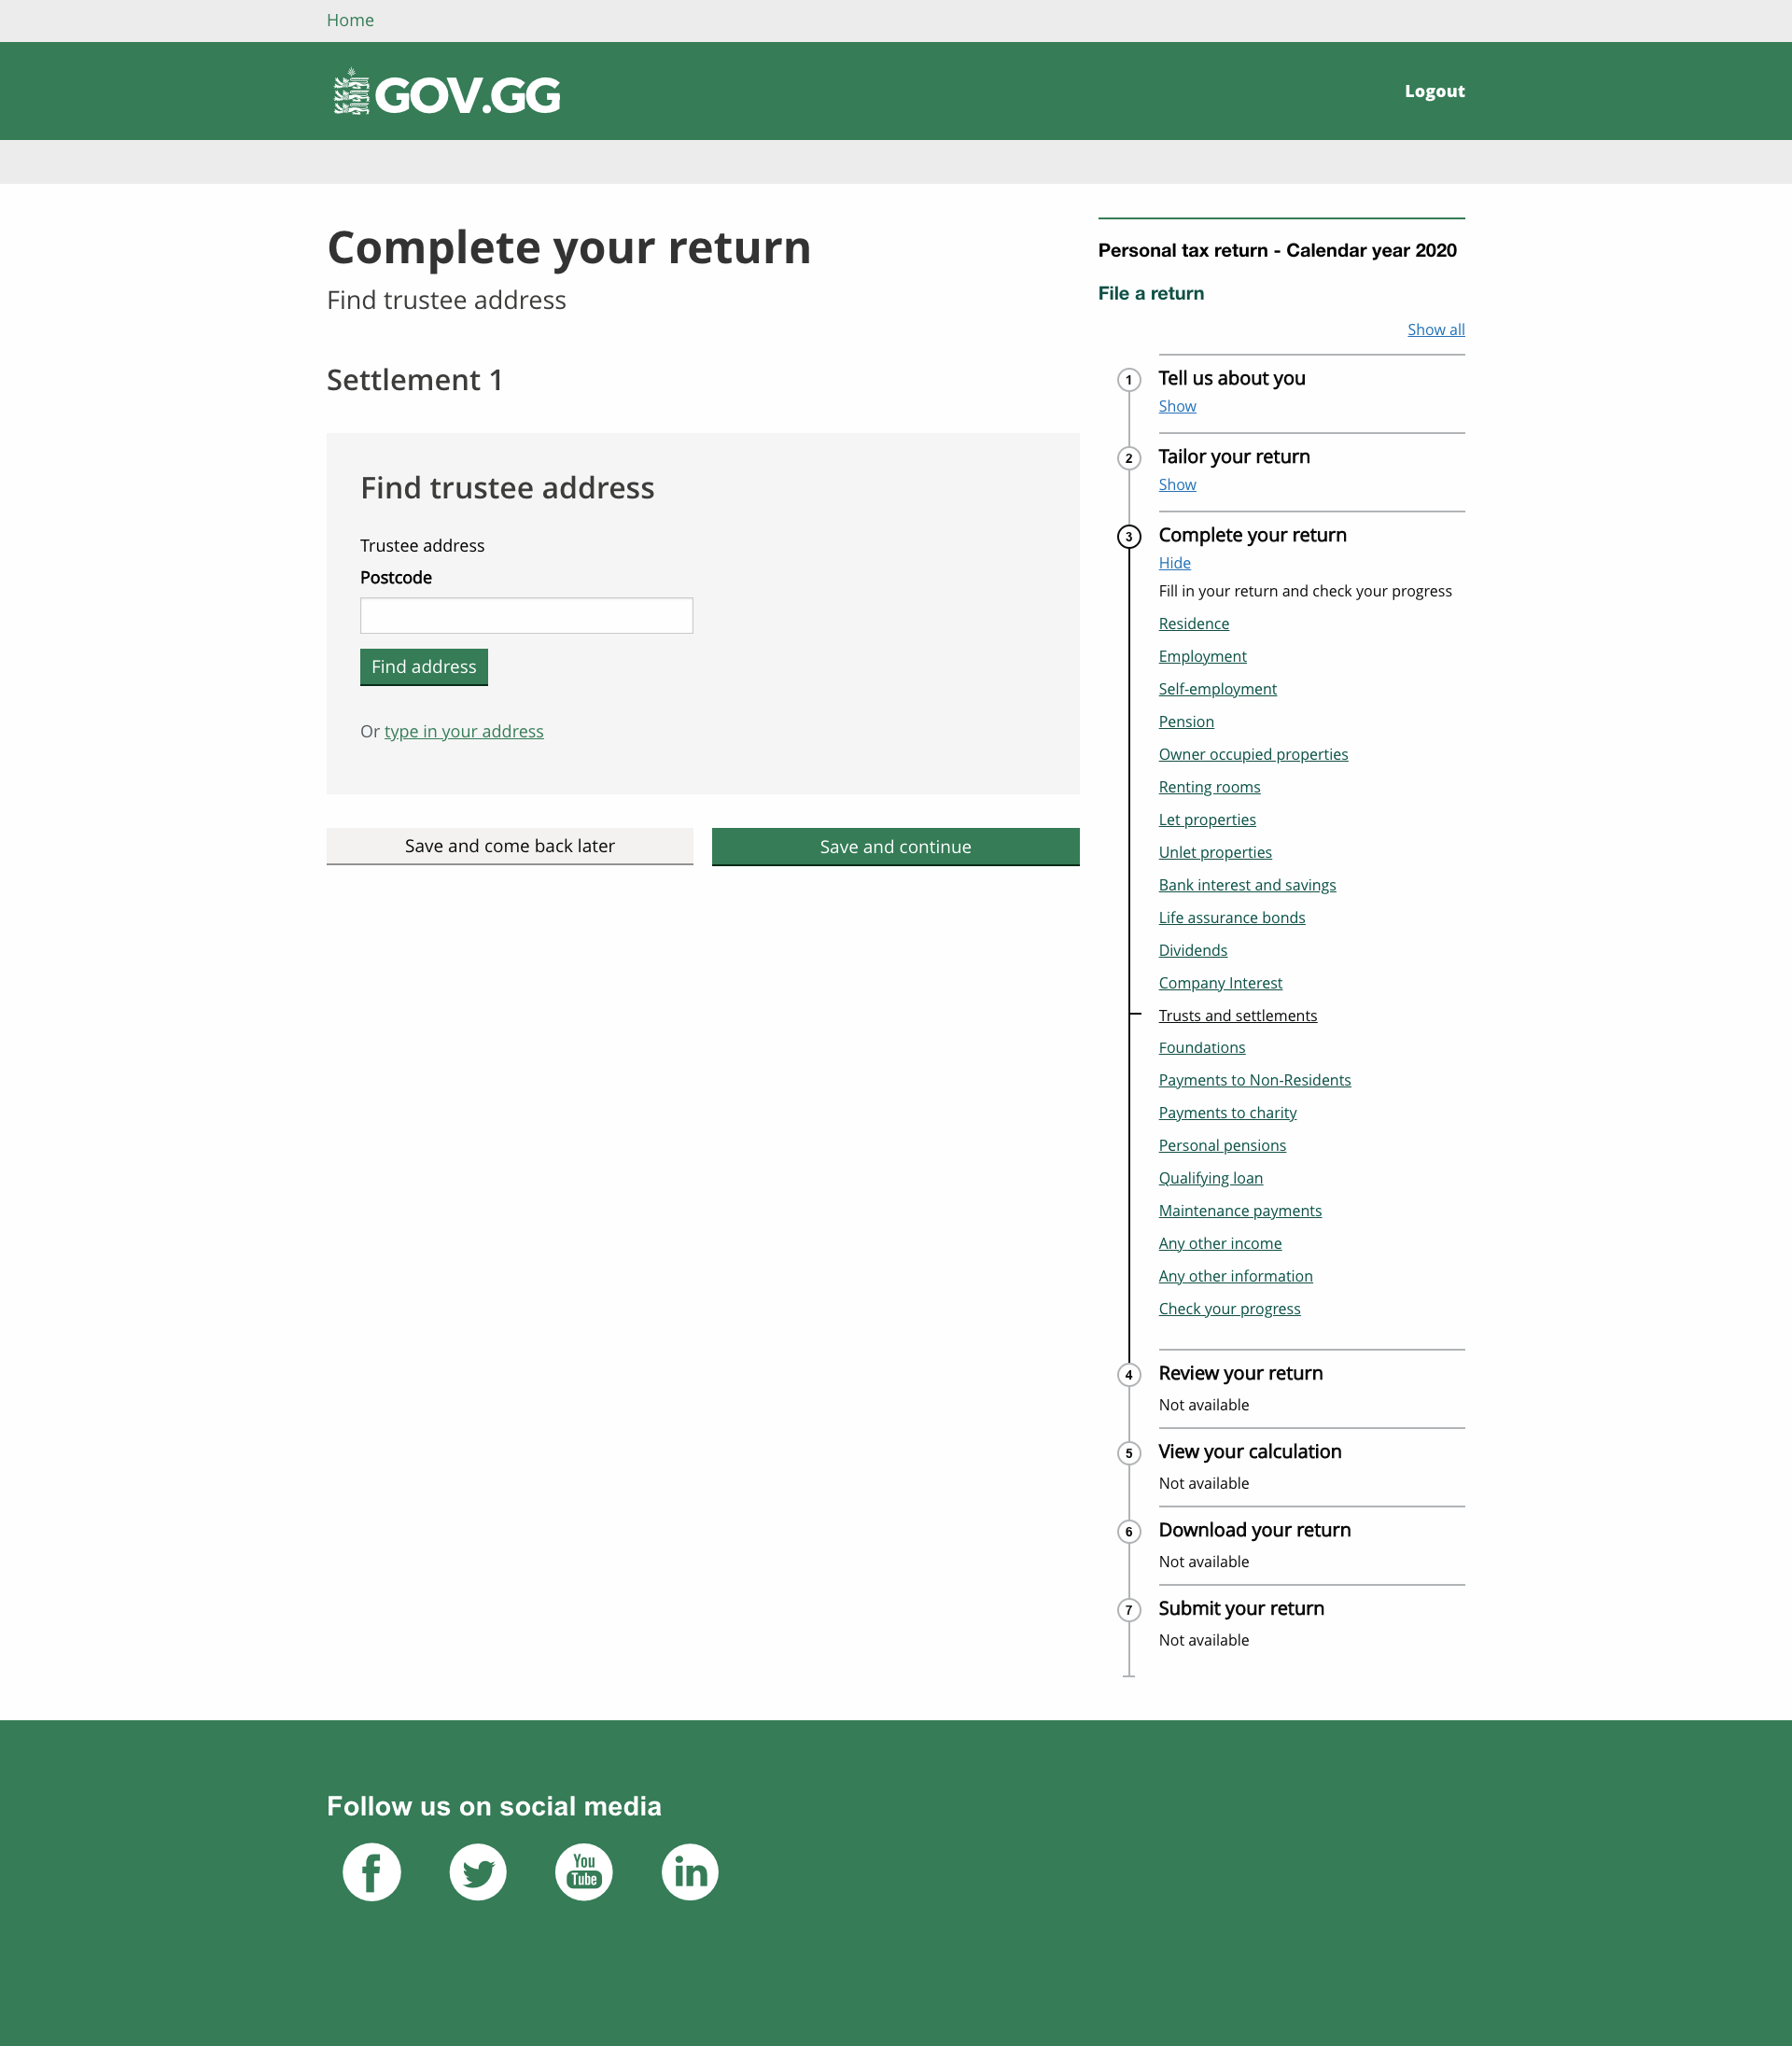 Home
GOV.GG
Logout
Complete your return
Find trustee address
Settlement 1
Find trustee address
Trustee address
Postcode
Find address
Or type in your address
Save and come back later
Save and continue
Personal tax return - Calendar year 2020
File a return
Show all
1
Tell us about you
Show
2
Tailor your return
Show
3
Complete your return
Hide
Fill in your return and check your progress
Residence
Employment
Self-employment
Pension
Owner occupied properties
Renting rooms
Let properties
Unlet properties
Bank interest and savings
Life assurance bonds
Dividends
Company Interest
Trusts and settlements
Foundations
Payments to Non-Residents
Payments to charity
Personal pensions
Qualifying loan
Maintenance payments
Any other income
Any other information
Check your progress
4
Review your return
Not available
5
View your calculation
Not available
6
Download your return
Not available
7
Submit your return
Not available
Follow us on social media
f
You
Tube
in